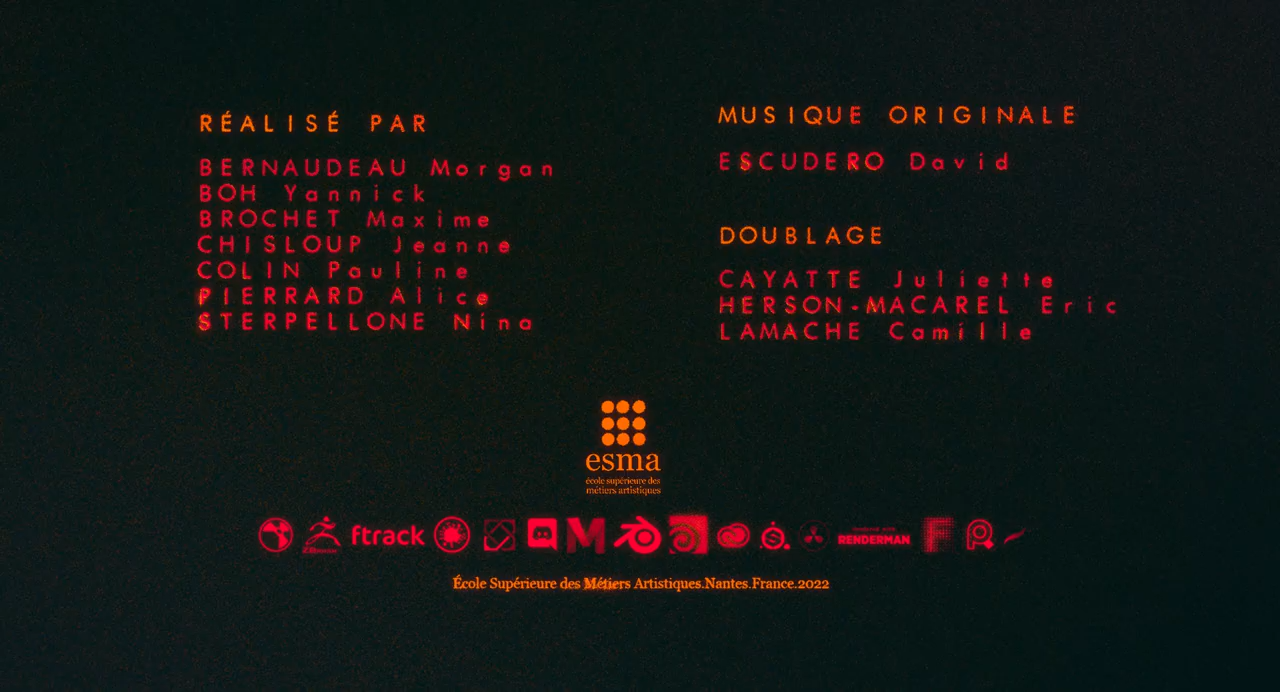 RÉALISÉ PAR
BERNAUDEAU Morgan
BOH Yannick
BROCHET Maxime
CHISLOUP Jeanne
COLIN Pauline
PIERRARD Alice
STERPELLONE Nina
MUSIQUE ORIGINALE
ESCUDERO David
DOUBLAGE
CAYATTE Juliette
HERSON-MACAREL Eric
LAMACHE Camille
esma
école supérieure des
métiers artistiques
ftrack
RENDERMAN
École Supérieure des Métiers Artistiques.Nantes.France.2022